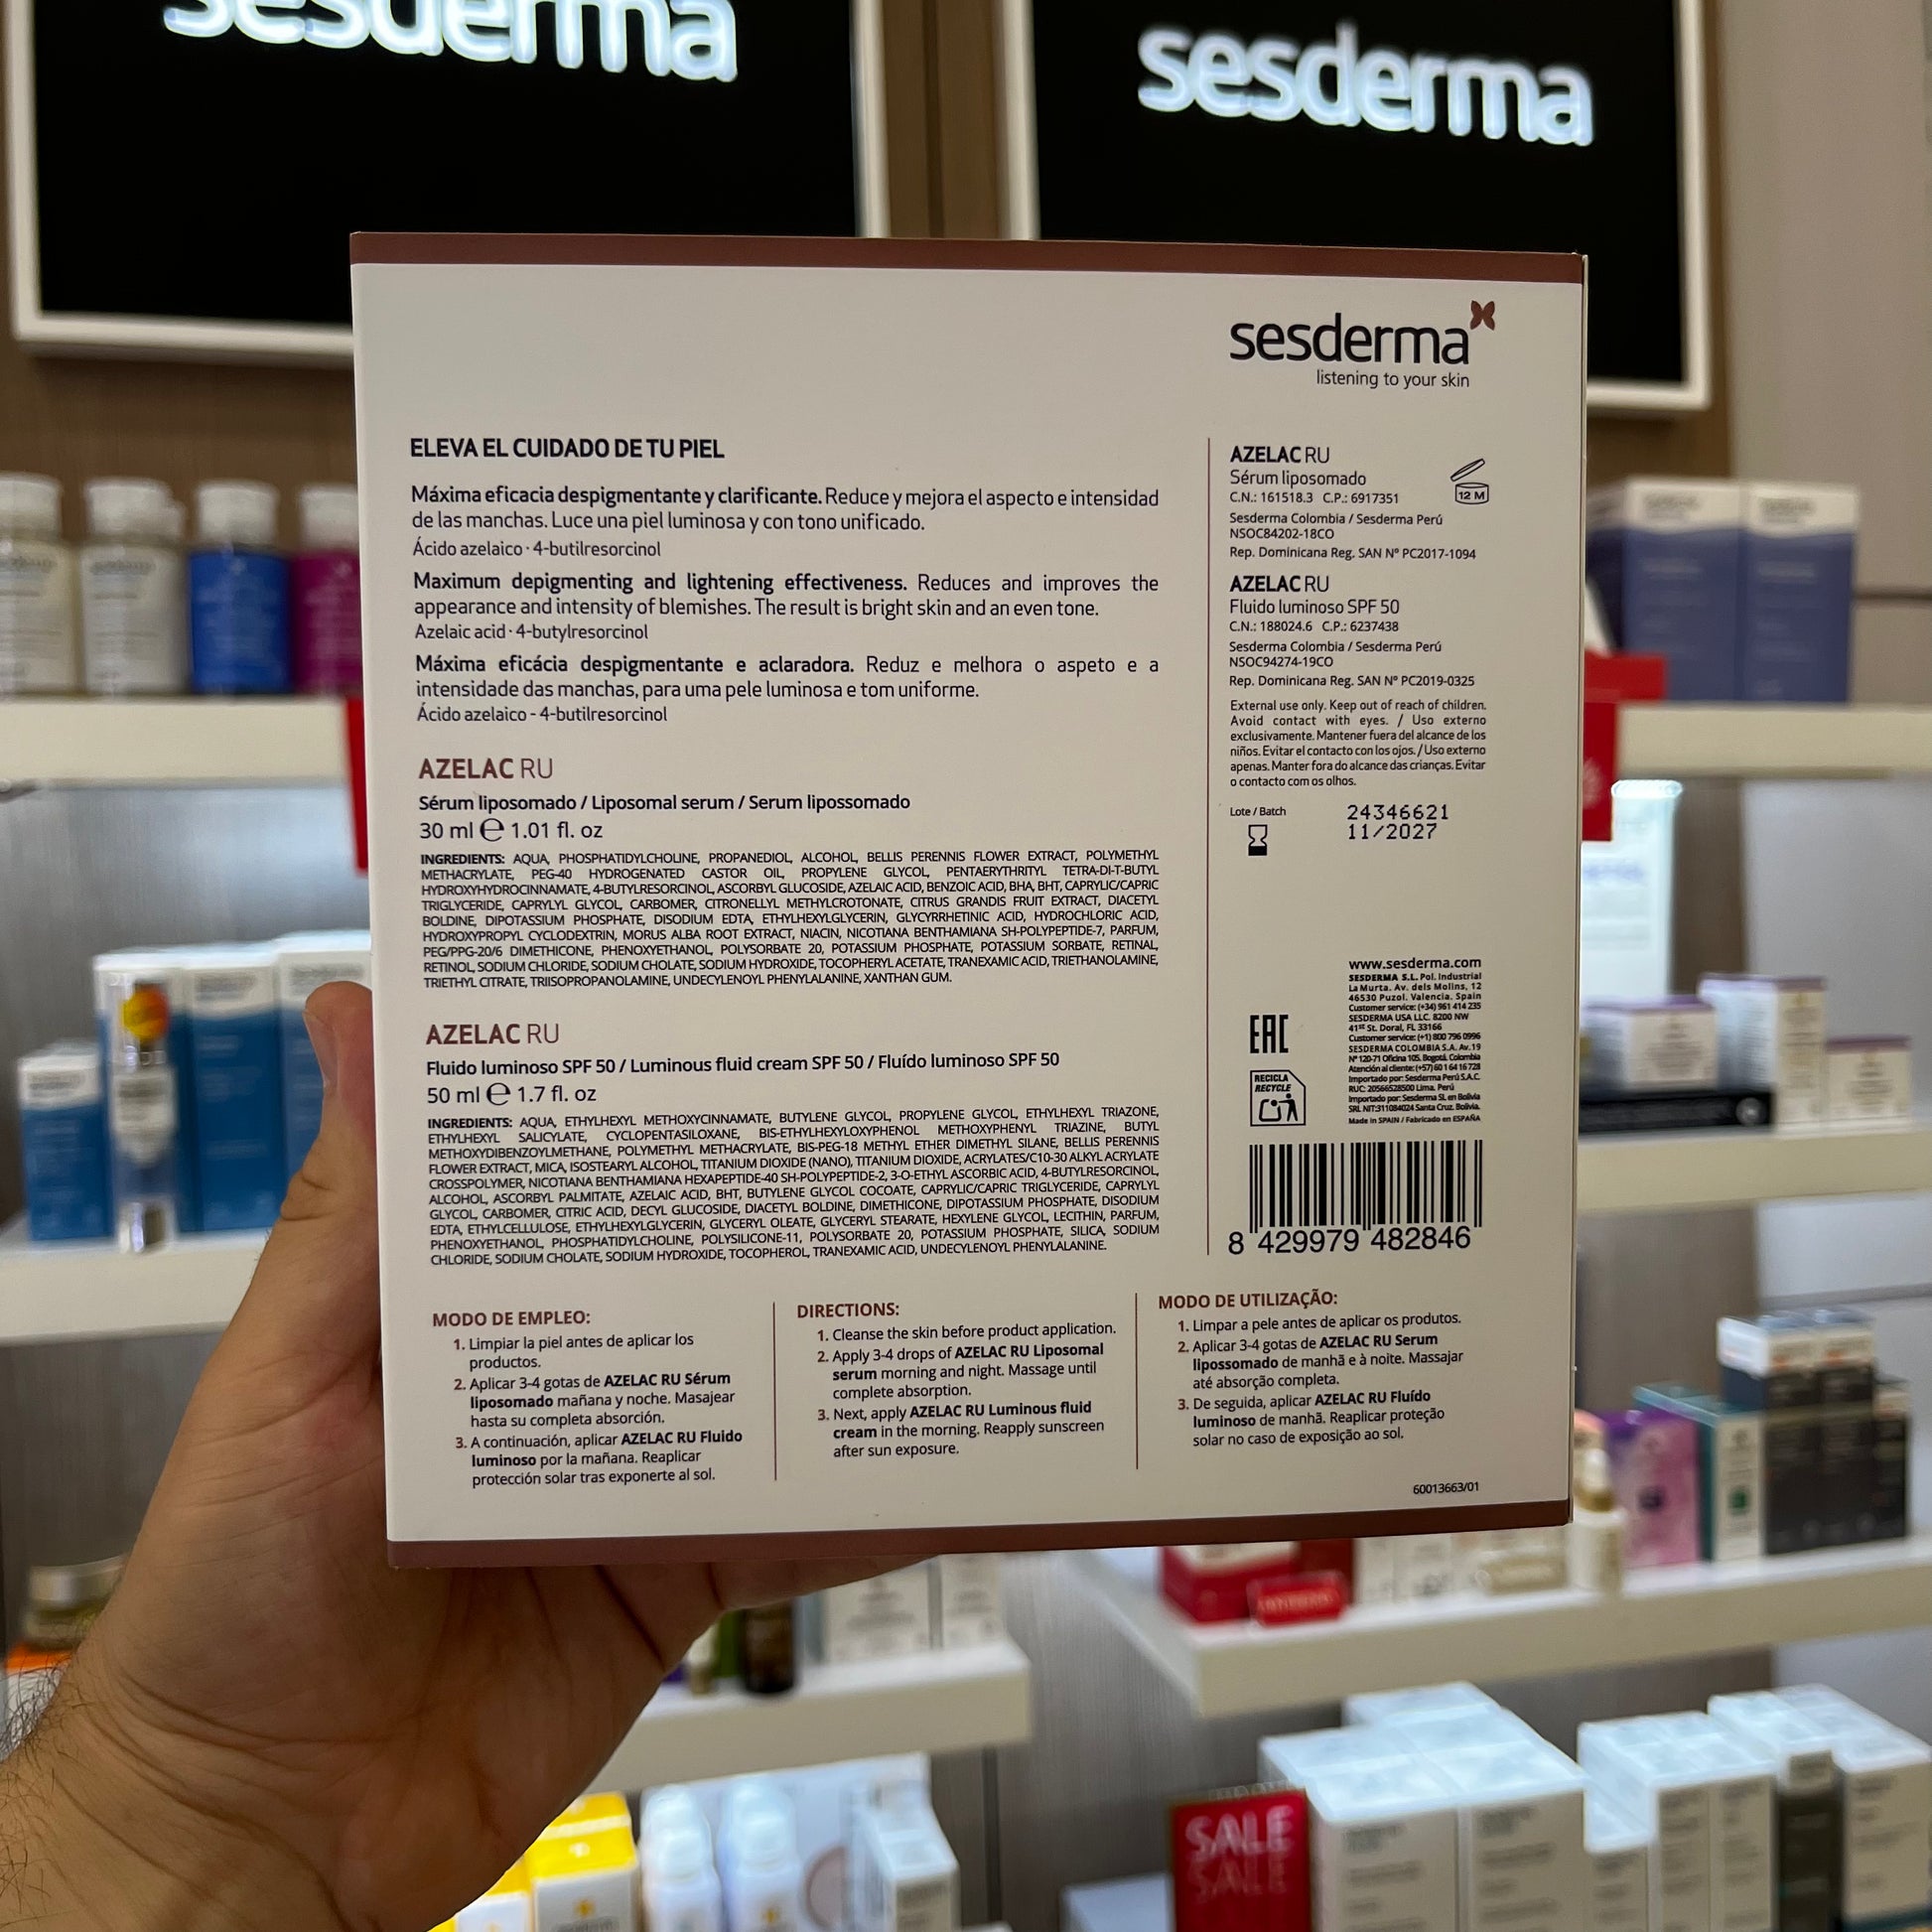 sesderma
sesderma
sesderma
listening to your skin
ELEVA EL CUIDADO DE TU PIEL
Máxima eficacia despigmentante y clarificante. Reduce y mejora el aspecto e intensidad
de las manchas. Luce una piel luminosa y con tono unificado.
Ácido azelaico · 4-butilresorcinol
Maximum depigmenting and lightening effectiveness. Reduces and improves the
appearance and intensity of blemishes. The result is bright skin and an even tone.
Azelaic acid · 4-butylresorcinol
Máxima eficácia despigmentante e aclaradora. Reduz e melhora o aspeto e a
intensidade das manchas, para uma pele luminosa e tom uniforme.
Ácido azelaico - 4-butilresorcinol
AZELAC RU
Sérum liposomado / Liposomal serum / Serum lipossomado
30 ml ℮ 1.01 fl. oz
INGREDIENTS: AQUA, PHOSPHATIDYLCHOLINE, PROPANEDIOL, ALCOHOL, BELLIS PERENNIS FLOWER EXTRACT, POLYMETHYL
METHACRYLATE, PEG-40 HYDROGENATED CASTOR OIL, PROPYLENE GLYCOL, PENTAERYTHRITYL TETRA-DI-T-BUTYL
HYDROXYHYDROCINNAMATE, 4-BUTYLRESORCINOL, ASCORBYL GLUCOSIDE, AZELAIC ACID, BENZOIC ACID, BHA, BHT, CAPRYLIC/CAPRIC
TRIGLYCERIDE, CAPRYLYL GLYCOL, CARBOMER, CITRONELLYL METHYLCROTONATE, CITRUS GRANDIS FRUIT EXTRACT, DIACETYL
BOLDINE, DIPOTASSIUM PHOSPHATE, DISODIUM EDTA, ETHYLHEXYLGLYCERIN, GLYCYRRHETINIC ACID, HYDROCHLORIC ACID,
HYDROXYPROPYL CYCLODEXTRIN, MORUS ALBA ROOT EXTRACT, NIACIN, NICOTIANA BENTHAMIANA SH-POLYPEPTIDE-7, PARFUM,
PEG/PPG-20/6 DIMETHICONE, PHENOXYETHANOL, POLYSORBATE 20, POTASSIUM PHOSPHATE, POTASSIUM SORBATE, RETINAL,
RETINOL, SODIUM CHLORIDE, SODIUM CHOLATE, SODIUM HYDROXIDE, TOCOPHERYL ACETATE, TRANEXAMIC ACID, TRIETHANOLAMINE,
TRIETHYL CITRATE, TRIISOPROPANOLAMINE, UNDECYLENOYL PHENYLALANINE, XANTHAN GUM.
AZELAC RU
Fluido luminoso SPF 50 / Luminous fluid cream SPF 50 / Fluído luminoso SPF 50
50 ml ℮ 1.7 fl. oz
INGREDIENTS: AQUA, ETHYLHEXYL METHOXYCINNAMATE, BUTYLENE GLYCOL, PROPYLENE GLYCOL, ETHYLHEXYL TRIAZONE,
ETHYLHEXYL SALICYLATE, CYCLOPENTASILOXANE, BIS-ETHYLHEXYLOXYPHENOL METHOXYPHENYL TRIAZINE, BUTYL
METHOXYDIBENZOYLMETHANE, POLYMETHYL METHACRYLATE, BIS-PEG-18 METHYL ETHER DIMETHYL SILANE, BELLIS PERENNIS
FLOWER EXTRACT, MICA, ISOSTEARYL ALCOHOL, TITANIUM DIOXIDE (NANO), TITANIUM DIOXIDE, ACRYLATES/C10-30 ALKYL ACRYLATE
CROSSPOLYMER, NICOTIANA BENTHAMIANA HEXAPEPTIDE-40 SH-POLYPEPTIDE-2, 3-O-ETHYL ASCORBIC ACID, 4-BUTYLRESORCINOL,
ALCOHOL, ASCORBYL PALMITATE, AZELAIC ACID, BHT, BUTYLENE GLYCOL COCOATE, CAPRYLIC/CAPRIC TRIGLYCERIDE, CAPRYLYL
GLYCOL, CARBOMER, CITRIC ACID, DECYL GLUCOSIDE, DIACETYL BOLDINE, DIMETHICONE, DIPOTASSIUM PHOSPHATE, DISODIUM
EDTA, ETHYLCELLULOSE, ETHYLHEXYLGLYCERIN, GLYCERYL OLEATE, GLYCERYL STEARATE, HEXYLENE GLYCOL, LECITHIN, PARFUM,
PHENOXYETHANOL, PHOSPHATIDYLCHOLINE, POLYSILICONE-11, POLYSORBATE 20, POTASSIUM PHOSPHATE, SILICA, SODIUM
CHLORIDE, SODIUM CHOLATE, SODIUM HYDROXIDE, TOCOPHEROL, TRANEXAMIC ACID, UNDECYLENOYL PHENYLALANINE.
AZELAC RU
Sérum liposomado
C.N.: 161518.3 C.P.: 6917351
12 M
Sesderma Colombia / Sesderma Perú
NSOC84202-18CO
Rep. Dominicana Reg. SAN Nº PC2017-1094
AZELAC RU
Fluido luminoso SPF 50
C.N.: 188024.6 C.P.: 6237438
Sesderma Colombia / Sesderma Perú
NSOC94274-19CO
Rep. Dominicana Reg. SAN Nº PC2019-0325
External use only. Keep out of reach of children.
Avoid contact with eyes. / Uso externo
exclusivamente. Mantener fuera del alcance de los
niños. Evitar el contacto con los ojos. / Uso externo
apenas. Manter fora do alcance das crianças. Evitar
o contacto com os olhos.
Lote / Batch
24346621
11/2027
www.sesderma.com
SESDERMA S.L. Pol. Industrial
La Murta. Av. dels Molins, 12
46530 Puzol. Valencia. Spain
Customer service: (+34) 961 414 235
SESDERMA USA LLC. 8200 NW
41st St. Doral, FL 33166
Customer service: (+1) 800 796 0996
SESDERMA COLOMBIA S.A. Av. 19
Nº 120-71 Oficina 105. Bogotá. Colombia
Atención al cliente: (+57) 60 1 64 16 728
Importado por: Sesderma Perú S.A.C.
RUC: 20566528500 Lima. Perú
Importado por: Sesderma SL en Bolivia
SRL NIT:311084024 Santa Cruz. Bolivia.
Made in SPAIN / Fabricado en ESPAÑA
EAC
RECICLA
RECYCLE
8 429979 482846
MODO DE EMPLEO:
1. Limpiar la piel antes de aplicar los
productos.
2. Aplicar 3-4 gotas de AZELAC RU Sérum
liposomado mañana y noche. Masajear
hasta su completa absorción.
3. A continuación, aplicar AZELAC RU Fluido
luminoso por la mañana. Reaplicar
protección solar tras exponerte al sol.
DIRECTIONS:
1. Cleanse the skin before product application.
2. Apply 3-4 drops of AZELAC RU Liposomal
serum morning and night. Massage until
complete absorption.
3. Next, apply AZELAC RU Luminous fluid
cream in the morning. Reapply sunscreen
after sun exposure.
MODO DE UTILIZAÇÃO:
1. Limpar a pele antes de aplicar os produtos.
2. Aplicar 3-4 gotas de AZELAC RU Serum
lipossomado de manhã e à noite. Massajar
até absorção completa.
3. De seguida, aplicar AZELAC RU Fluído
luminoso de manhã. Reaplicar proteção
solar no caso de exposição ao sol.
60013663/01
SALE
SALE